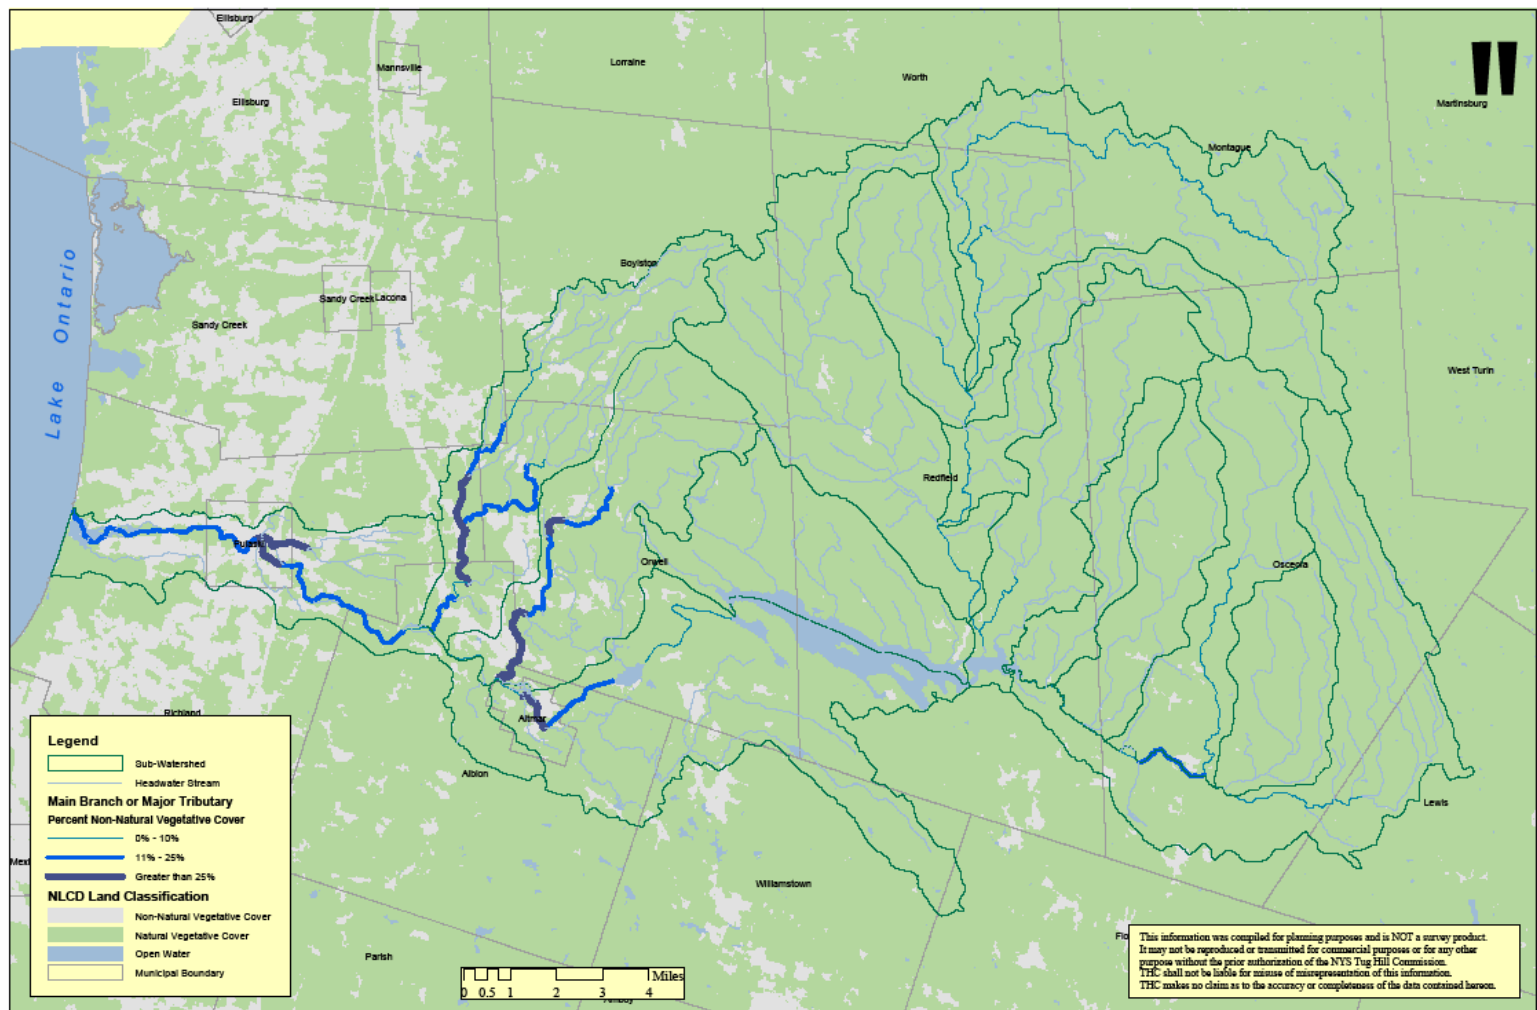 Ellisburg
Mannsville
Lorraine
Worth
Martinsburg
Ellisburg
Montague
Boylston
Lake Ontario
Sandy Creek
Lacona
Sandy Creek
West Turin
Redfield
Pulaski
Orwell
Osceola
Richland
Altmar
Albion
Lewis
Williamstown
Parish
Legend
Sub-Watershed
Headwater Stream
Main Branch or Major Tributary
Percent Non-Natural Vegetative Cover
0% - 10%
11% - 25%
Greater than 25%
NLCD Land Classification
Non-Natural Vegetative Cover
Natural Vegetative Cover
Open Water
Municipal Boundary
Miles
0 0.5 1 2 3 4
This information was compiled for planning purposes and is NOT a survey product.
It may not be reproduced or transmitted for commercial purposes or for any other
purpose without the prior authorization of the NYS Tug Hill Commission.
THC shall not be liable for misuse of misrepresentation of this information.
THC makes no claim as to the accuracy or completeness of the data contained hereon.